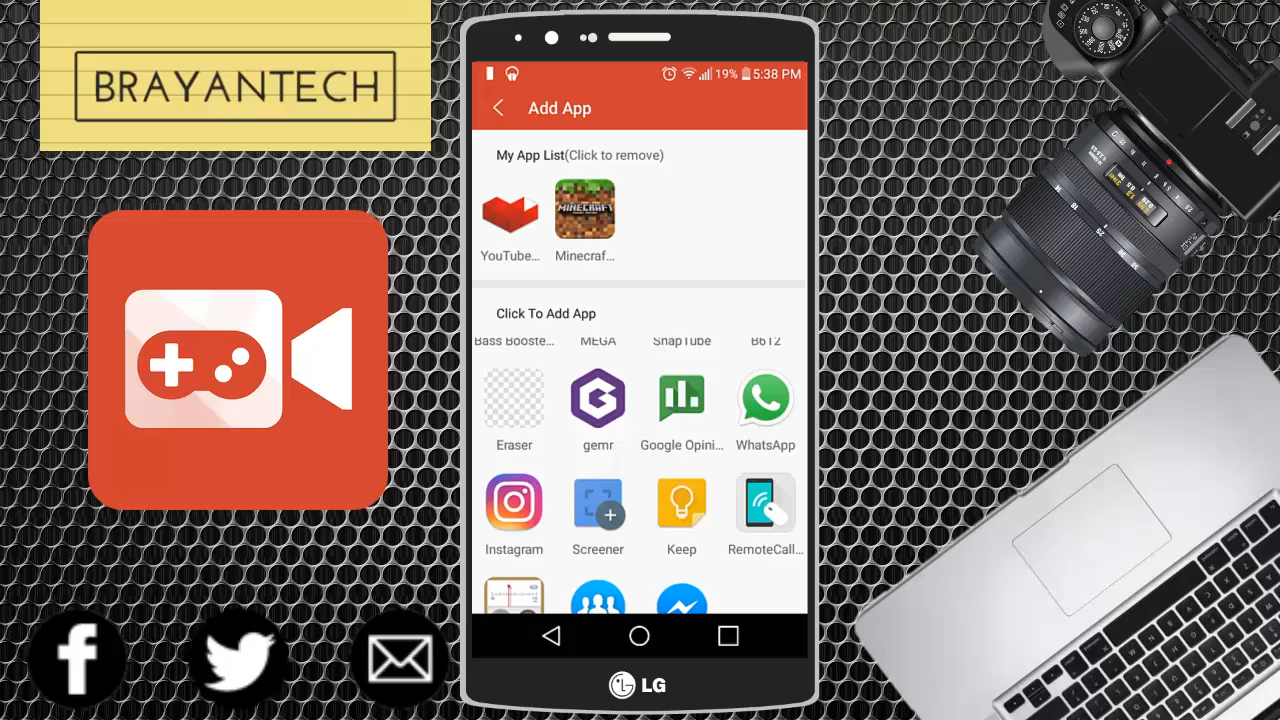 BRAYANTECH
19% 5:38 PM
Add App
My App List(Click to remove)
MINECRAFT
YouTube... Minecraf...
Click To Add App
Bass Booste... MEGA SnapTube B612
Eraser gemr Google Opini... WhatsApp
Instagram Screener Keep RemoteCall...
LG